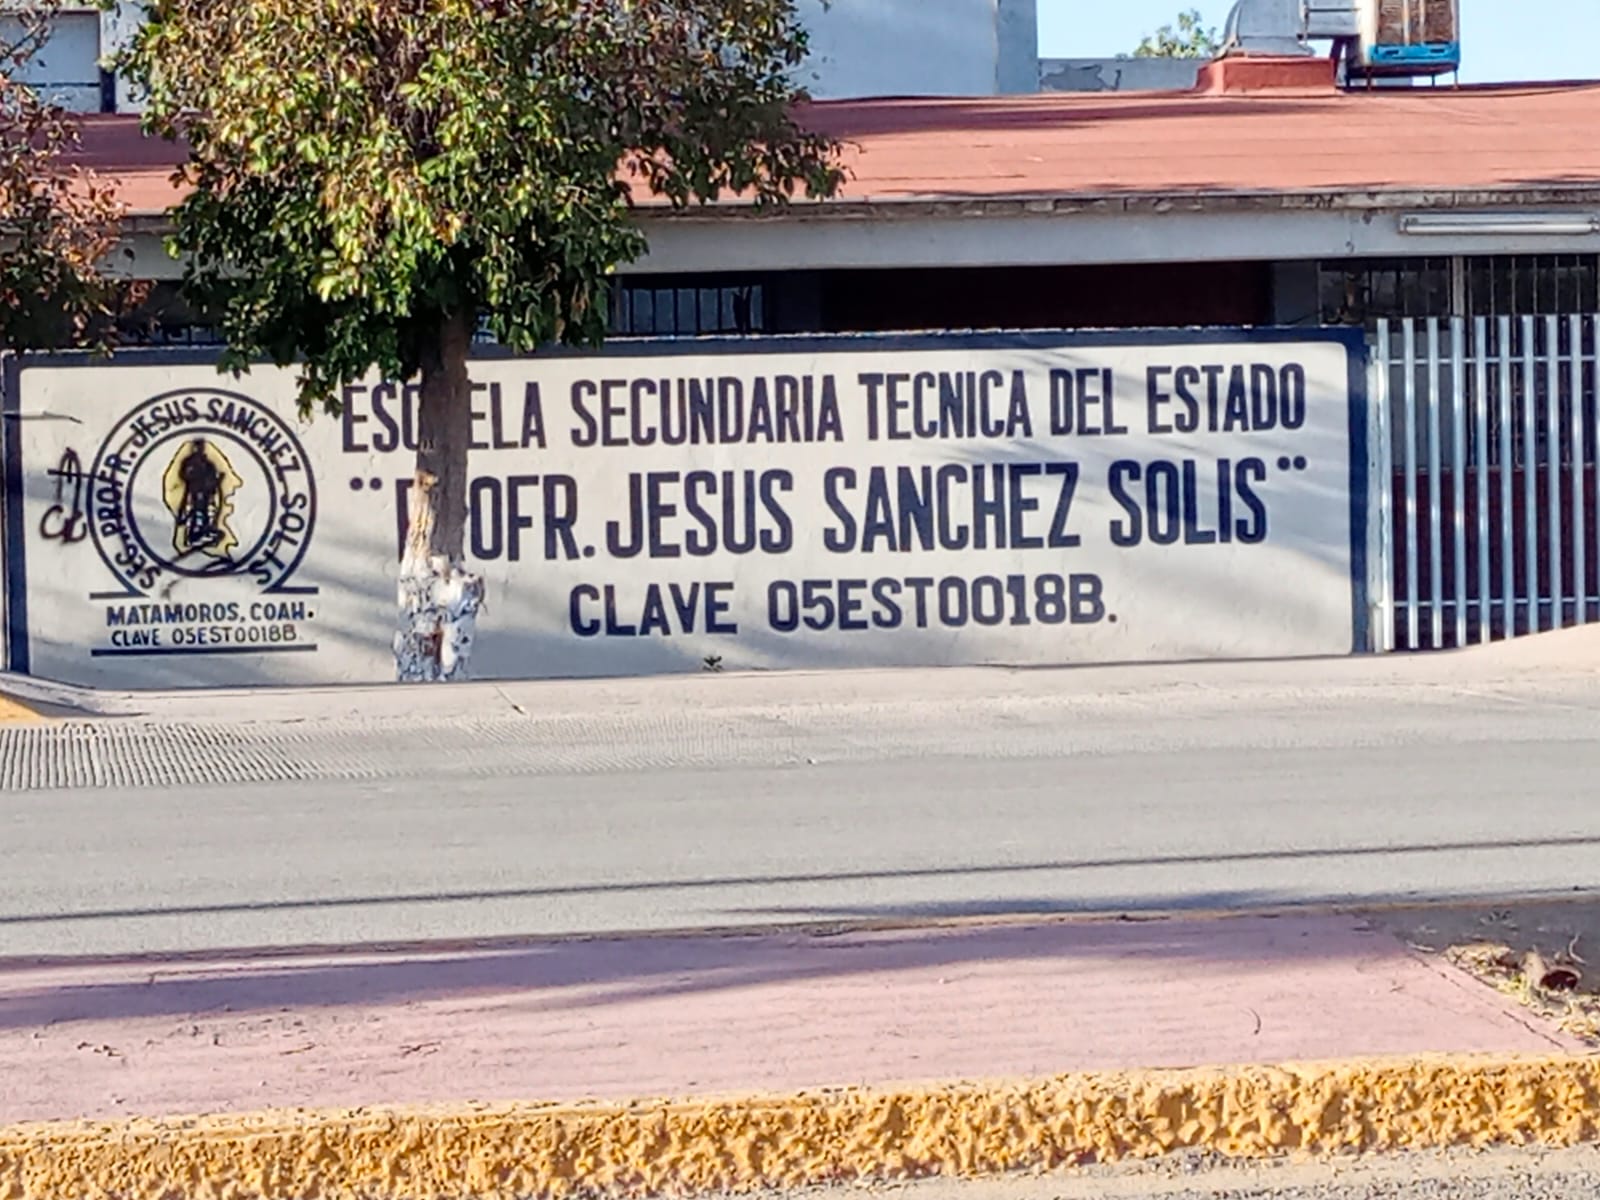 SEC. PROFR. JESUS SANCHEZ SOLIS
MATAMOROS, COAH.
CLAVE 05EST0018B
ESCUELA SECUNDARIA TECNICA DEL ESTADO
¨PROFR. JESUS SANCHEZ SOLIS¨
CLAVE 05EST0018B.